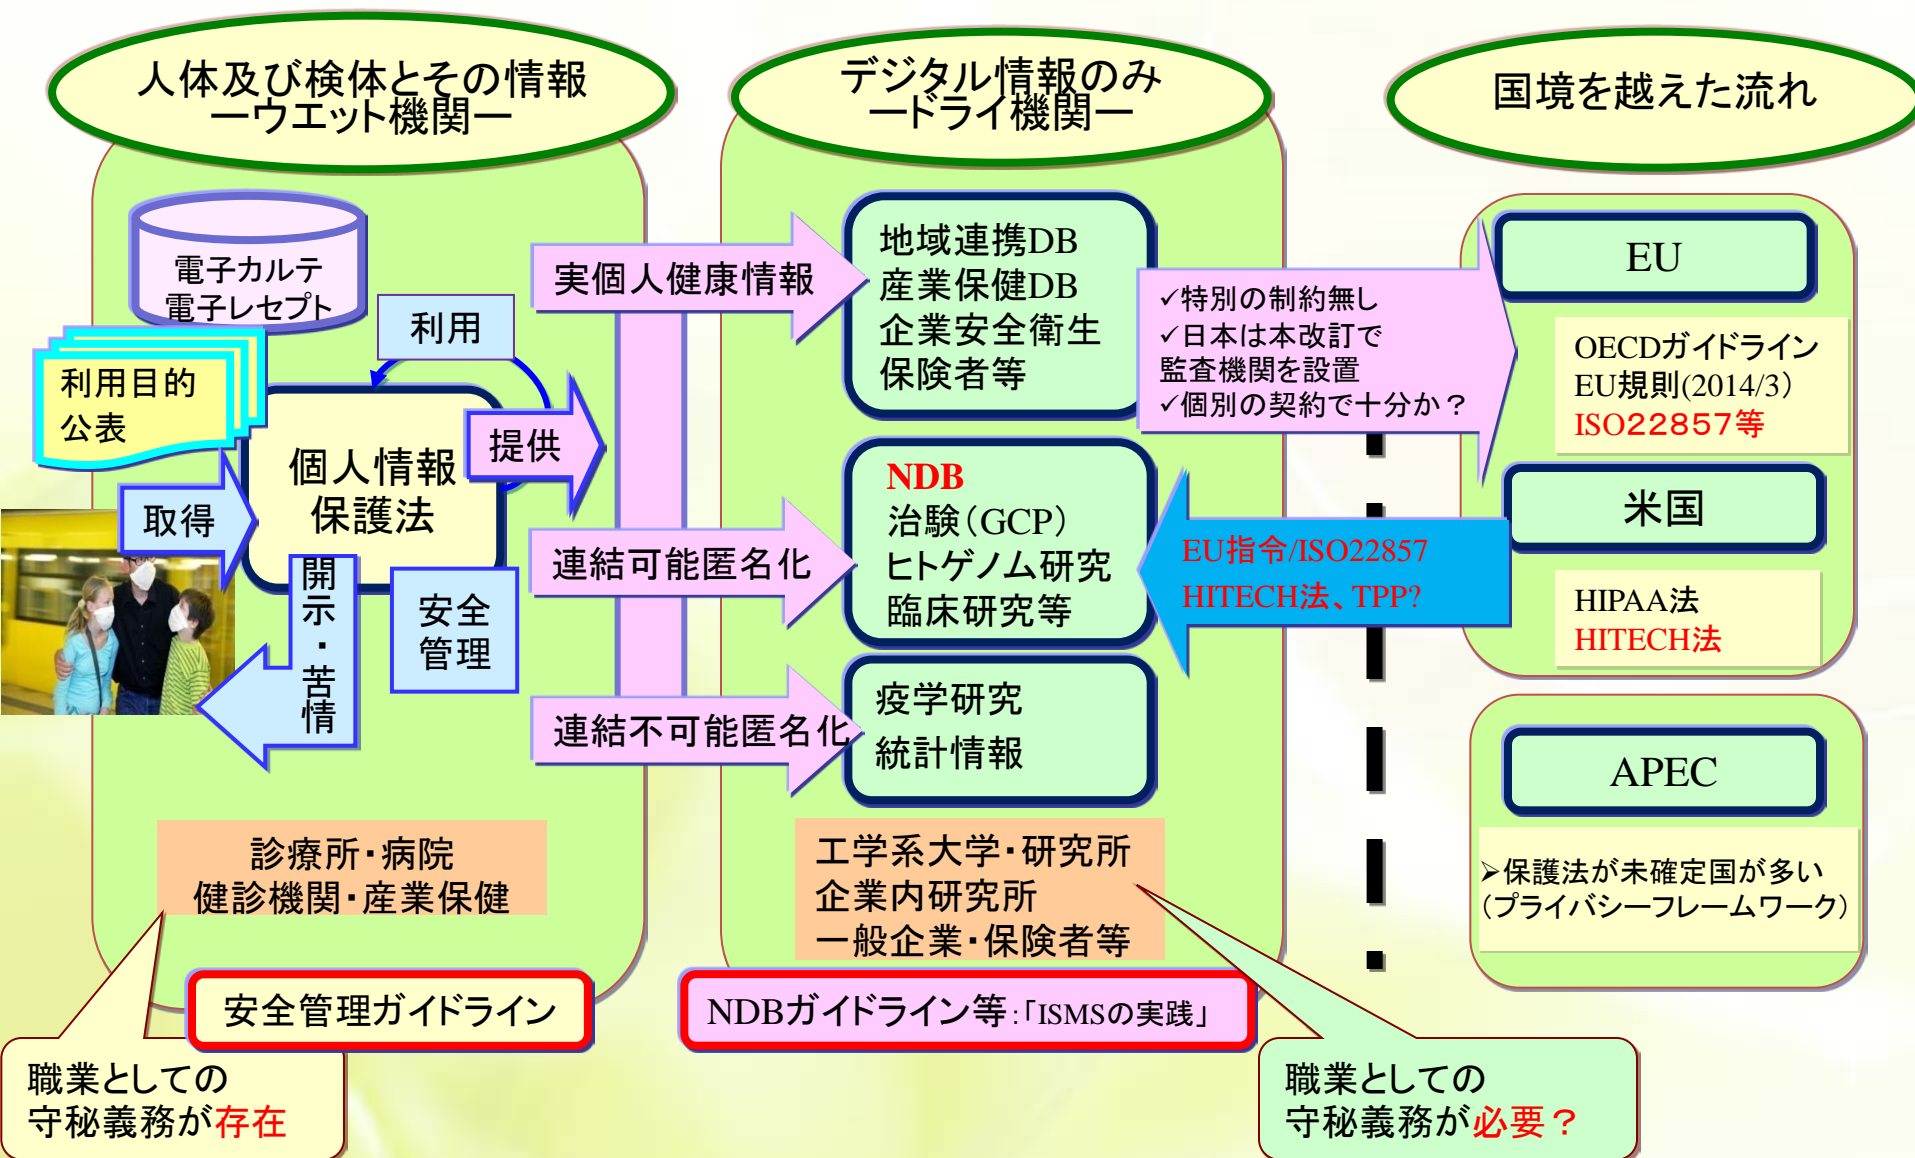 人体及び検体とその情報
ーウエット機関ー
電子カルテ
電子レセプト
利用
利用目的
公表
個人情報
保護法
提供
取得
開示・苦情
安全
管理
診療所・病院
健診機関・産業保健
安全管理ガイドライン
職業としての
守秘義務が存在
デジタル情報のみ
ードライ機関ー
実個人健康情報
連結可能匿名化
連結不可能匿名化
地域連携DB
産業保健DB
企業安全衛生
保険者等
NDB
治験(GCP)
ヒトゲノム研究
臨床研究等
疫学研究
統計情報
工学系大学・研究所
企業内研究所
一般企業・保険者等
NDBガイドライン等:「ISMSの実践」
職業としての
守秘義務が必要？
✓特別の制約無し
✓日本は本改訂で
監査機関を設置
✓個別の契約で十分か？
EU指令/ISO22857
HITECH法、TPP?
国境を越えた流れ
EU
OECDガイドライン
EU規則(2014/3)
ISO22857等
米国
HIPAA法
HITECH法
APEC
➢保護法が未確定国が多い
(プライバシーフレームワーク)